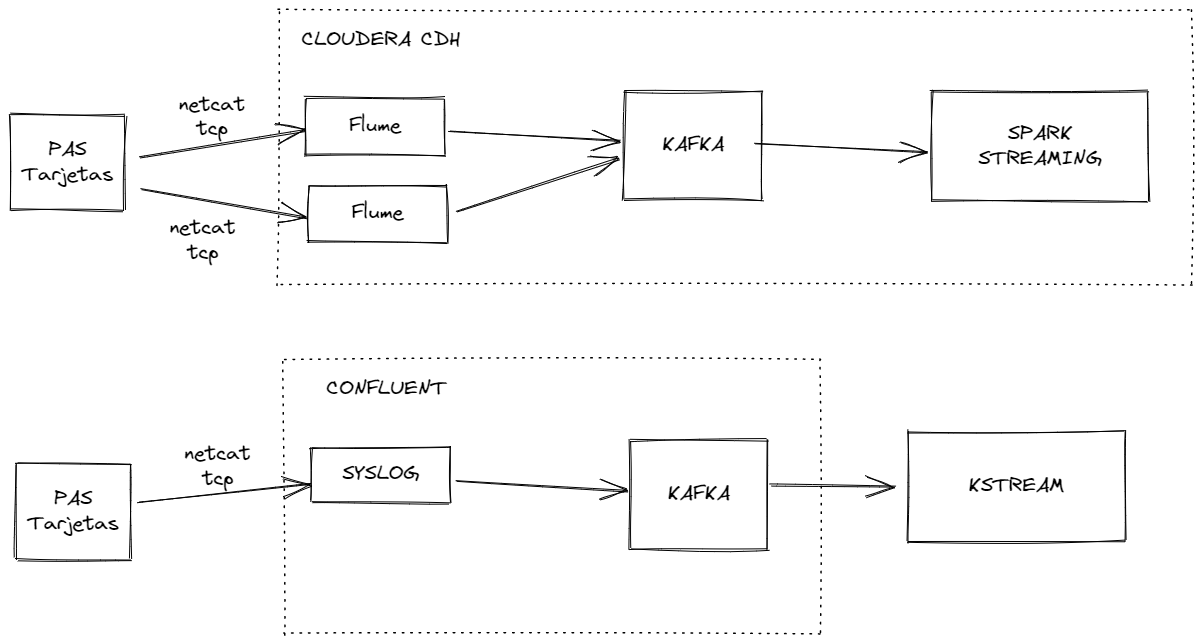 CLOUDERA CDH
netcat
tcp
PAS
Tarjetas
Flume
Flume
netcat
tcp
KAFKA
SPARK
STREAMING
CONFLUENT
netcat
tcp
PAS
Tarjetas
SYSLOG
KAFKA
KSTREAM